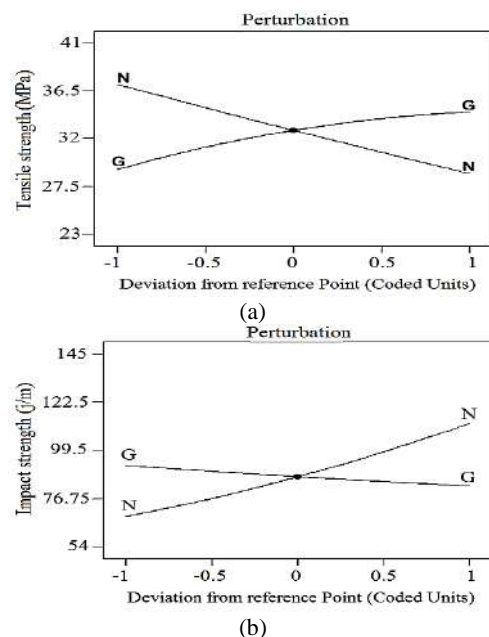 Perturbation
Tensile strength (MPa)
41
36.5
32
27.5
23
N
G
G
N
-1
-0.5
0
0.5
1
Deviation from reference Point (Coded Units)
(a)
Perturbation
Impact strength (j/m)
145
122.5
99.5
76.75
54
N
G
G
N
-1
-0.5
0
0.5
1
Deviation from reference Point (Coded Units)
(b)